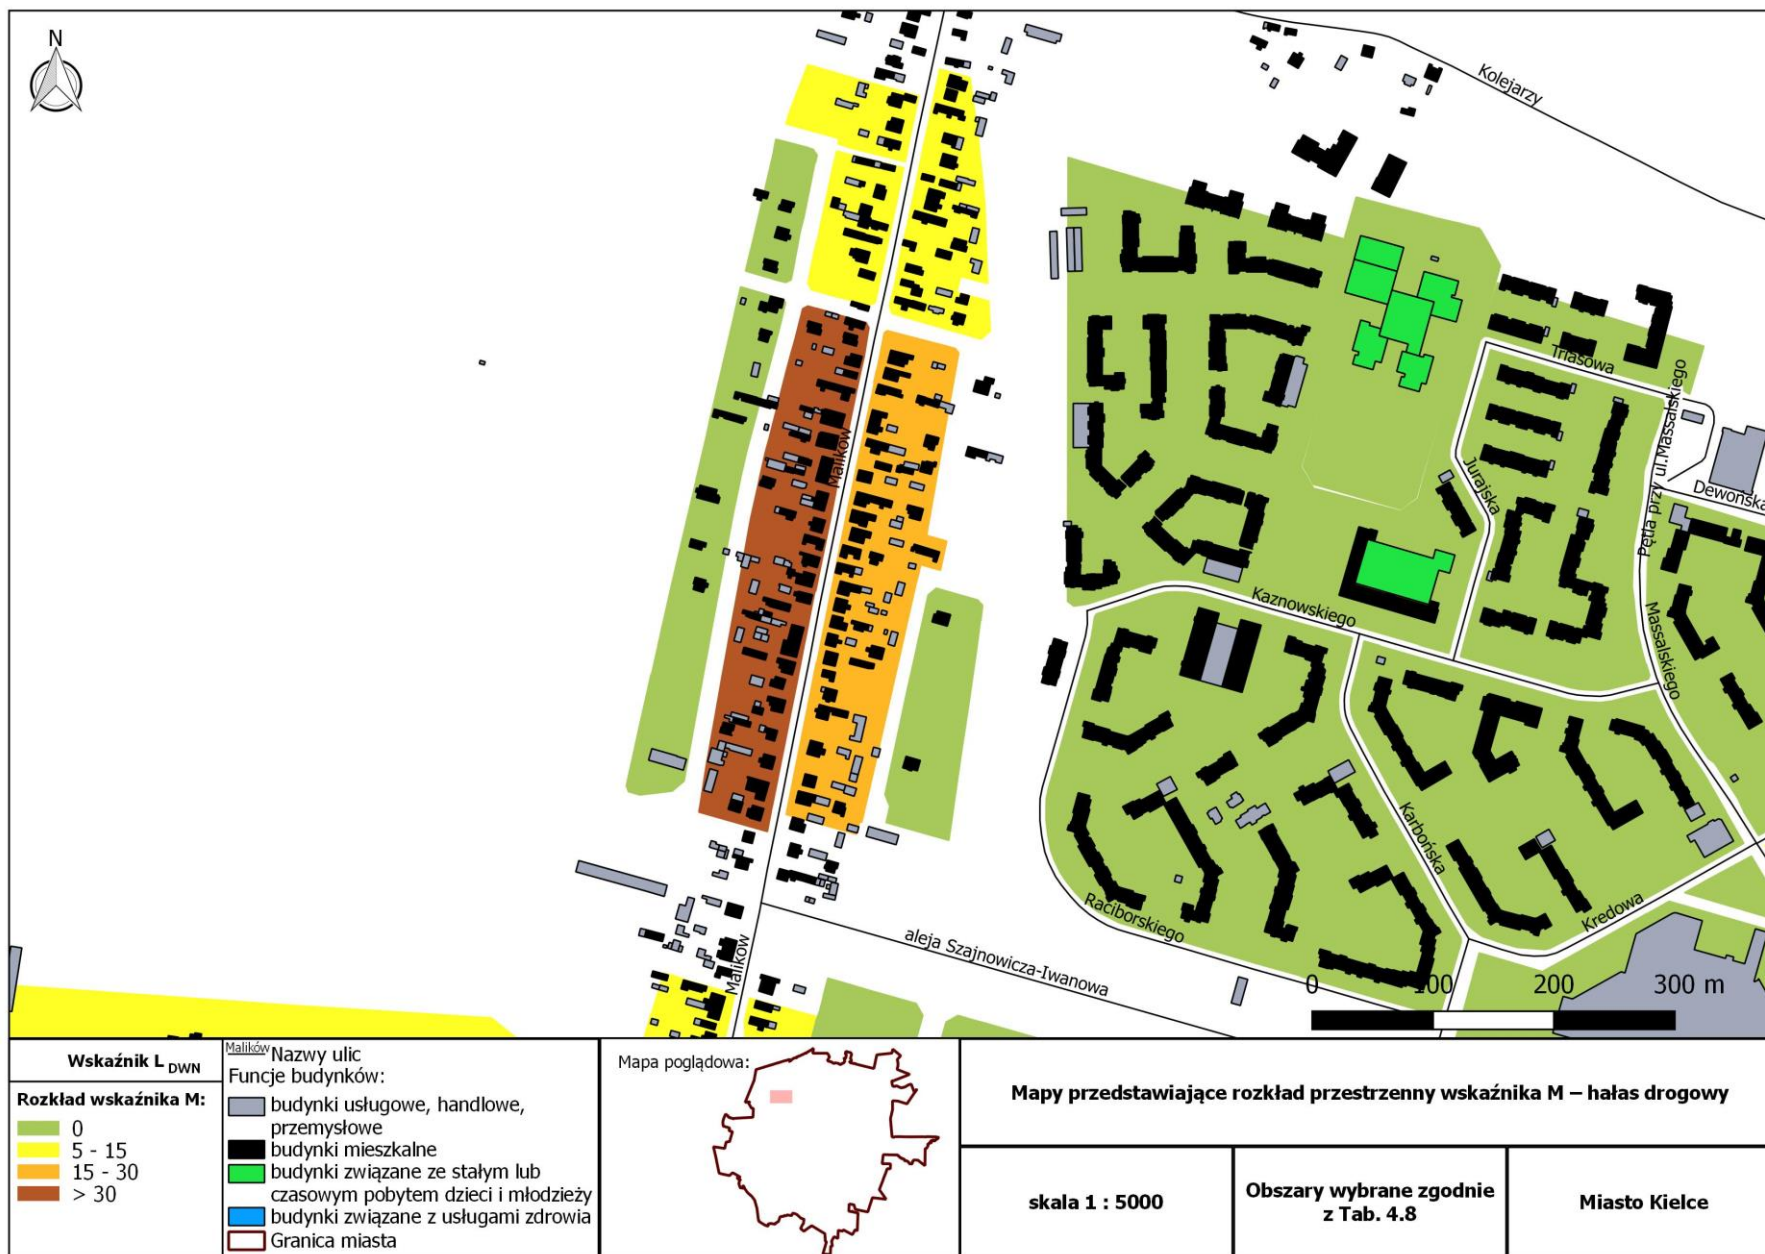 N
Kolejarzy
Malików
Triasowa
Pętla przy ul.Massalskiego
Jurajska
Dewońska
Kaznowskiego
Massalskiego
Karbońska
Raciborskiego
Kredowa
aleja Szajnowicza-Iwanowa
Malików
0 100 200 300 m
Wskaźnik L DWN
Rozkład wskaźnika M:
0
5 - 15
15 - 30
> 30
Malików Nazwy ulic
Funcje budynków:
budynki usługowe, handlowe,
przemysłowe
budynki mieszkalne
budynki związane ze stałym lub
czasowym pobytem dzieci i młodzieży
budynki związane z usługami zdrowia
Granica miasta
Mapa poglądowa:
Mapy przedstawiające rozkład przestrzenny wskaźnika M – hałas drogowy
skala 1 : 5000
Obszary wybrane zgodnie
z Tab. 4.8
Miasto Kielce